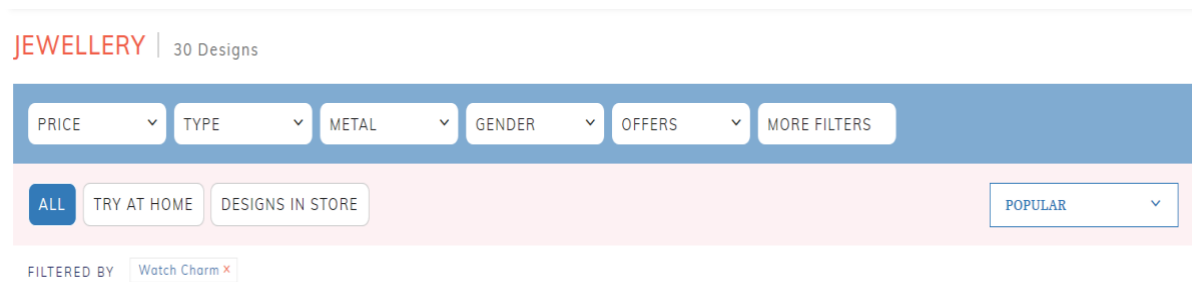 JEWELLERY | 30 Designs
PRICE TYPE METAL GENDER OFFERS MORE FILTERS
ALL TRY AT HOME DESIGNS IN STORE POPULAR
FILTERED BY Watch Charm x